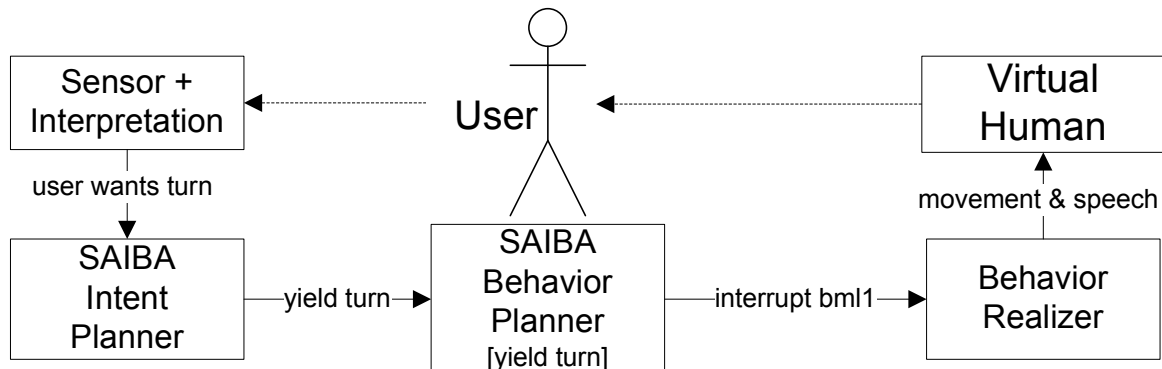 Sensor +
Interpretation
User
Virtual
Human
user wants turn
movement & speech
SAIBA
Intent
Planner
yield turn
SAIBA
Behavior
Planner
[yield turn]
interrupt bml1
Behavior
Realizer